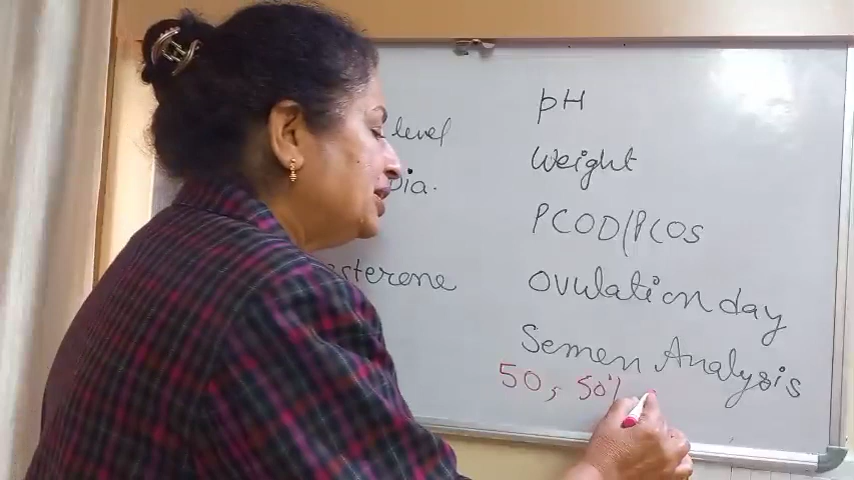 level
pH
Weight
PCOD/PCOS
Ovulation day
Semen Analysis
50, 50%